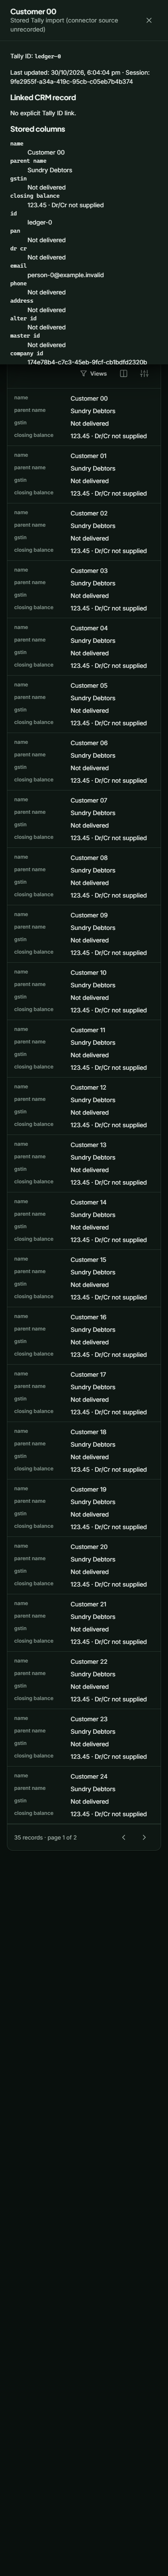 Customer 00
Stored Tally import (connector source
unrecorded)
Tally ID: ledger-0
Last updated: 30/10/2026, 6:04:04 pm · Session:
9fe2955f-a34a-419c-95cb-c05eb7b4b374
Linked CRM record
No explicit Tally ID link.
Stored columns
name
Customer 00
parent name
Sundry Debtors
gstin
Not delivered
closing balance
123.45 · Dr/Cr not supplied
id
ledger-0
pan
Not delivered
dr cr
Not delivered
email
person-0@example.invalid
phone
Not delivered
address
Not delivered
alter id
Not delivered
master id
Not delivered
company id
174e78b4-c7c3-45eb-9fcf-cb1bdfd2320b
Views
name Customer 00
parent name Sundry Debtors
gstin Not delivered
closing balance 123.45 · Dr/Cr not supplied
name Customer 01
parent name Sundry Debtors
gstin Not delivered
closing balance 123.45 · Dr/Cr not supplied
name Customer 02
parent name Sundry Debtors
gstin Not delivered
closing balance 123.45 · Dr/Cr not supplied
name Customer 03
parent name Sundry Debtors
gstin Not delivered
closing balance 123.45 · Dr/Cr not supplied
name Customer 04
parent name Sundry Debtors
gstin Not delivered
closing balance 123.45 · Dr/Cr not supplied
name Customer 05
parent name Sundry Debtors
gstin Not delivered
closing balance 123.45 · Dr/Cr not supplied
name Customer 06
parent name Sundry Debtors
gstin Not delivered
closing balance 123.45 · Dr/Cr not supplied
name Customer 07
parent name Sundry Debtors
gstin Not delivered
closing balance 123.45 · Dr/Cr not supplied
name Customer 08
parent name Sundry Debtors
gstin Not delivered
closing balance 123.45 · Dr/Cr not supplied
name Customer 09
parent name Sundry Debtors
gstin Not delivered
closing balance 123.45 · Dr/Cr not supplied
name Customer 10
parent name Sundry Debtors
gstin Not delivered
closing balance 123.45 · Dr/Cr not supplied
name Customer 11
parent name Sundry Debtors
gstin Not delivered
closing balance 123.45 · Dr/Cr not supplied
name Customer 12
parent name Sundry Debtors
gstin Not delivered
closing balance 123.45 · Dr/Cr not supplied
name Customer 13
parent name Sundry Debtors
gstin Not delivered
closing balance 123.45 · Dr/Cr not supplied
name Customer 14
parent name Sundry Debtors
gstin Not delivered
closing balance 123.45 · Dr/Cr not supplied
name Customer 15
parent name Sundry Debtors
gstin Not delivered
closing balance 123.45 · Dr/Cr not supplied
name Customer 16
parent name Sundry Debtors
gstin Not delivered
closing balance 123.45 · Dr/Cr not supplied
name Customer 17
parent name Sundry Debtors
gstin Not delivered
closing balance 123.45 · Dr/Cr not supplied
name Customer 18
parent name Sundry Debtors
gstin Not delivered
closing balance 123.45 · Dr/Cr not supplied
name Customer 19
parent name Sundry Debtors
gstin Not delivered
closing balance 123.45 · Dr/Cr not supplied
name Customer 20
parent name Sundry Debtors
gstin Not delivered
closing balance 123.45 · Dr/Cr not supplied
name Customer 21
parent name Sundry Debtors
gstin Not delivered
closing balance 123.45 · Dr/Cr not supplied
name Customer 22
parent name Sundry Debtors
gstin Not delivered
closing balance 123.45 · Dr/Cr not supplied
name Customer 23
parent name Sundry Debtors
gstin Not delivered
closing balance 123.45 · Dr/Cr not supplied
name Customer 24
parent name Sundry Debtors
gstin Not delivered
closing balance 123.45 · Dr/Cr not supplied
35 records · page 1 of 2